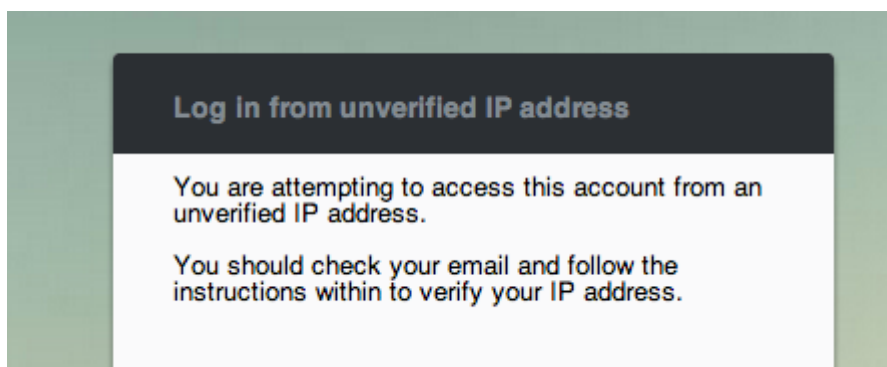 Log in from unverified IP address
You are attempting to access this account from an
unverified IP address.
You should check your email and follow the
instructions within to verify your IP address.